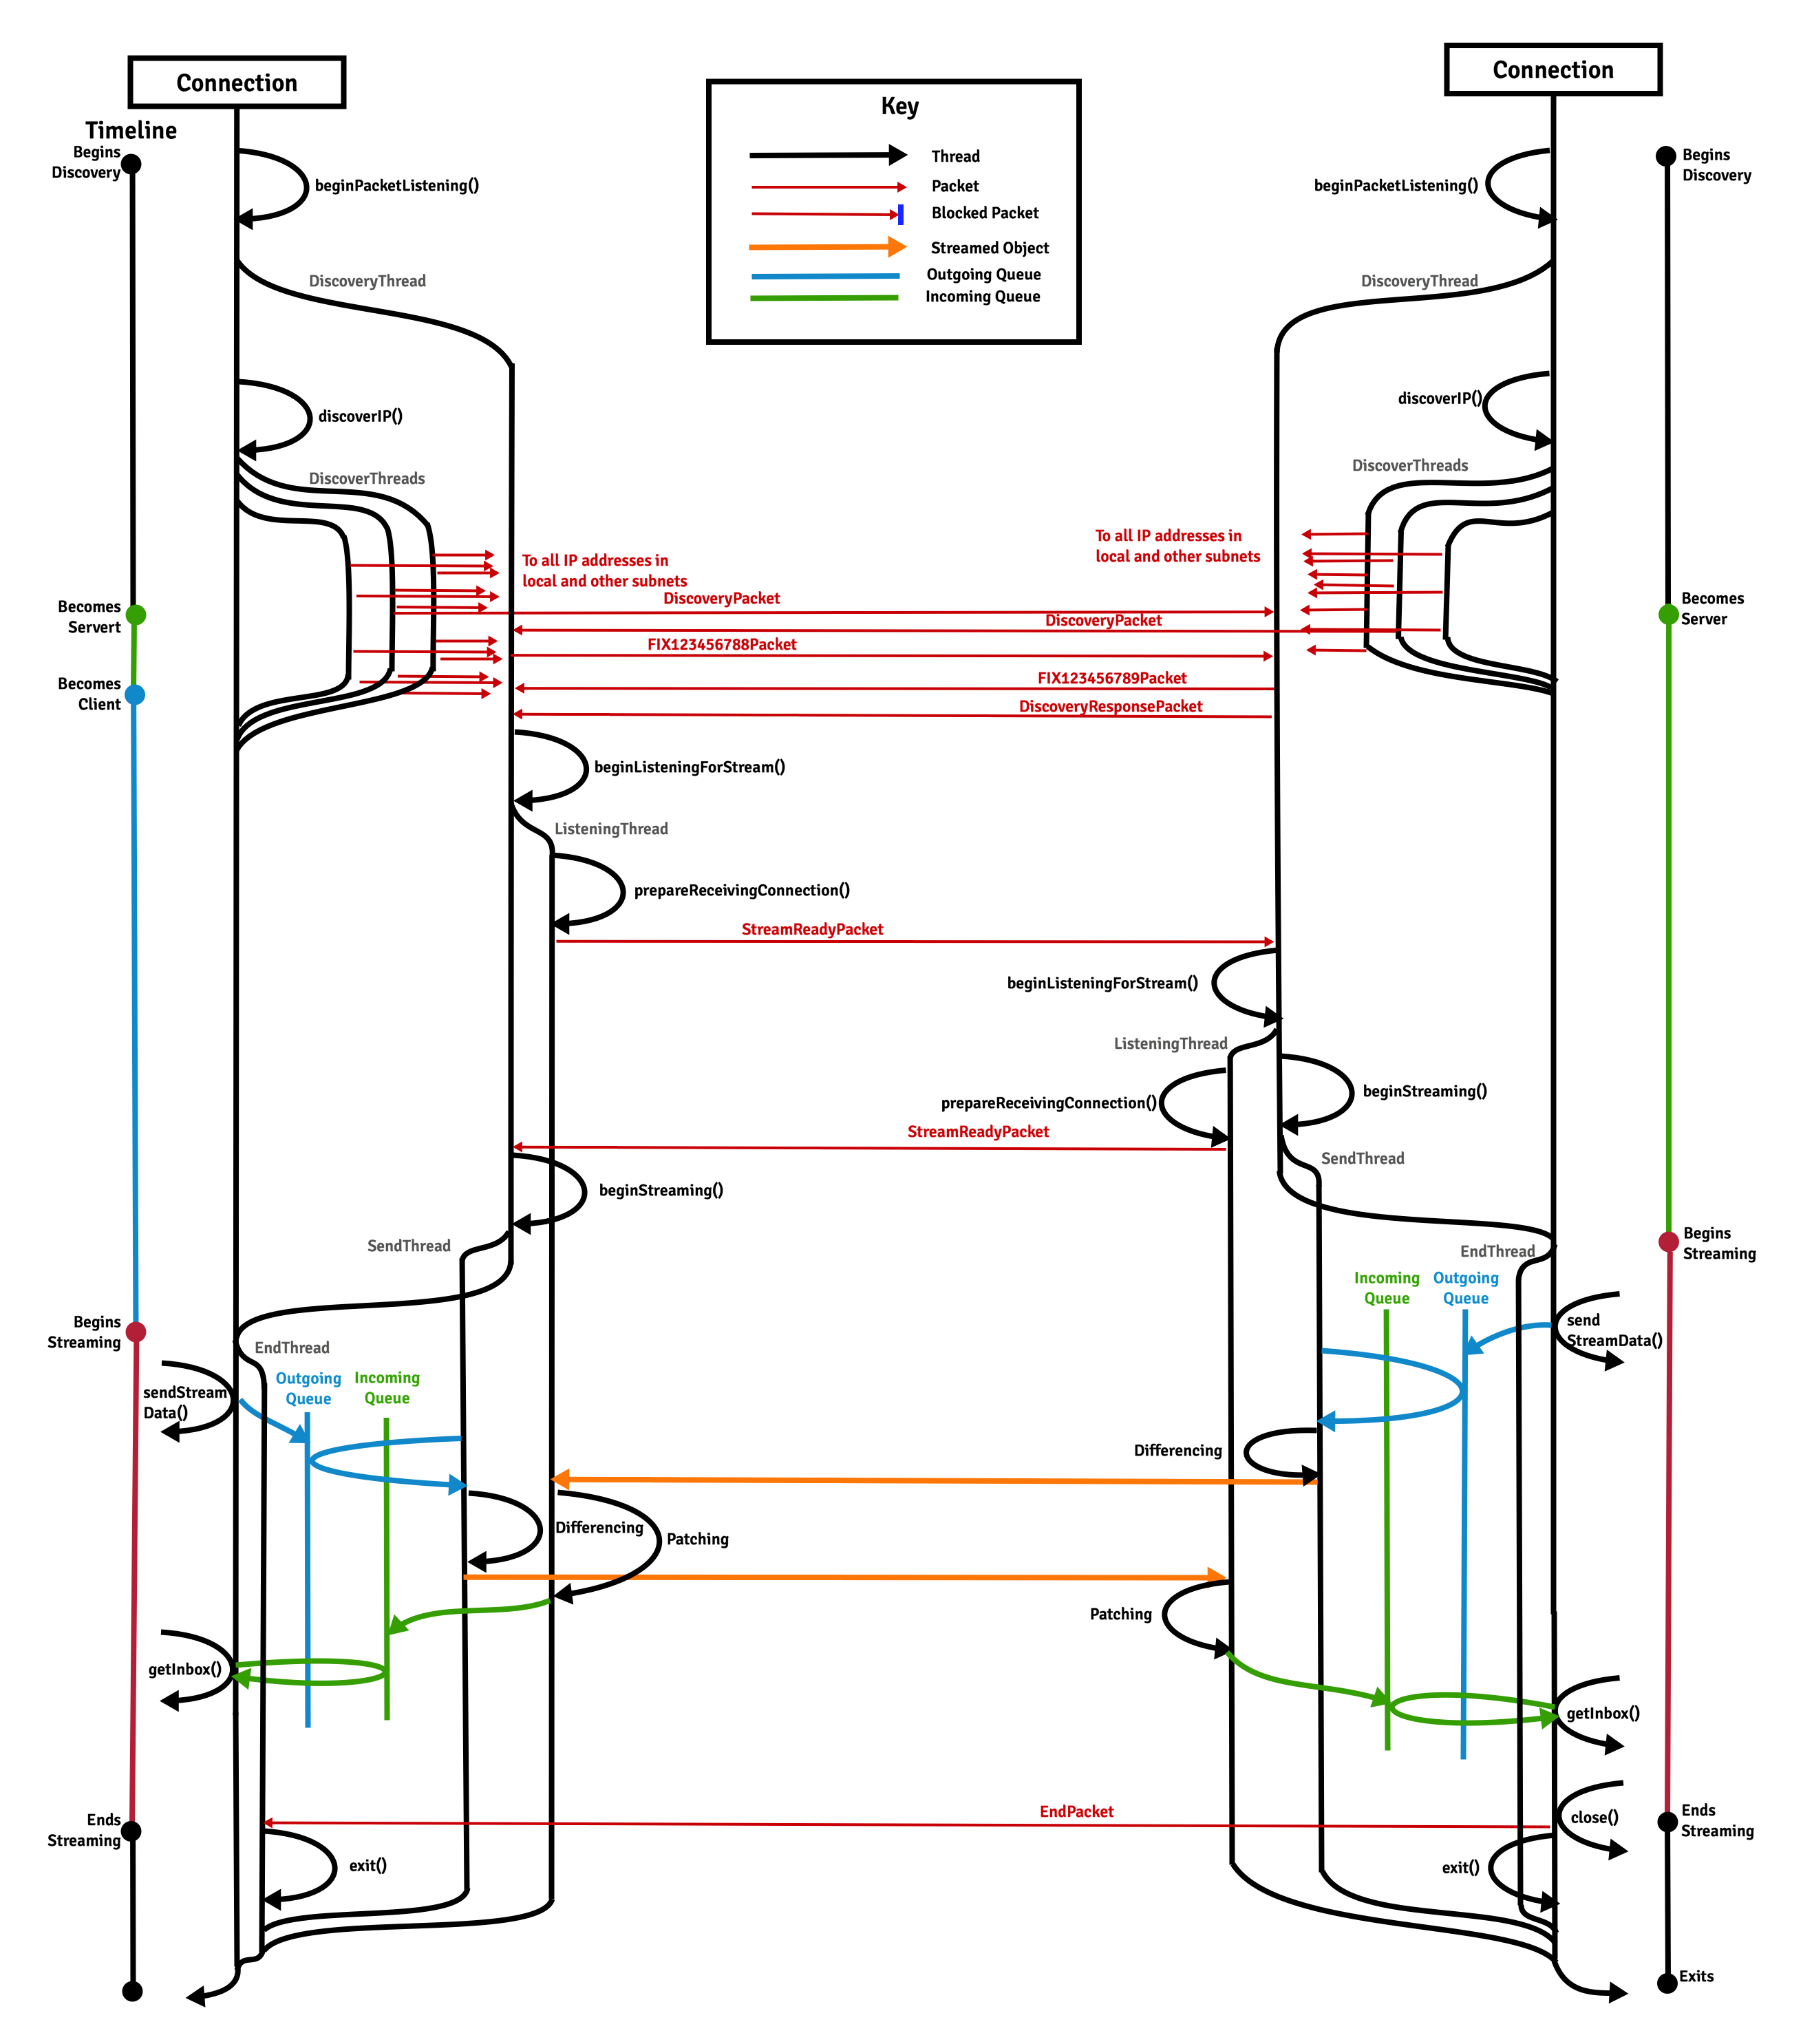 Connection
Connection
Key
Thread
Packet
Blocked Packet
Streamed Object
Outgoing Queue
Incoming Queue
Timeline
Begins
Discovery
Begins
Discovery
beginPacketListening()
beginPacketListening()
DiscoveryThread
DiscoveryThread
discoverIP()
discoverIP()
DiscoverThreads
DiscoverThreads
To all IP addresses in
local and other subnets
To all IP addresses in
local and other subnets
DiscoveryPacket
Becomes
Servert
Becomes
Server
DiscoveryPacket
FIX123456788Packet
FIX123456789Packet
Becomes
Client
DiscoveryResponsePacket
beginListeningForStream()
ListeningThread
prepareReceivingConnection()
StreamReadyPacket
beginListeningForStream()
ListeningThread
beginStreaming()
prepareReceivingConnection()
StreamReadyPacket
SendThread
beginStreaming()
SendThread
EndThread
Begins
Streaming
Incoming
Queue
Outgoing
Queue
send
StreamData()
Begins
Streaming
EndThread
Outgoing
Queue
Incoming
Queue
sendStream
Data()
Differencing
Differencing
Patching
Patching
getInbox()
getInbox()
EndPacket
close()
Ends
Streaming
Ends
Streaming
exit()
exit()
Exits